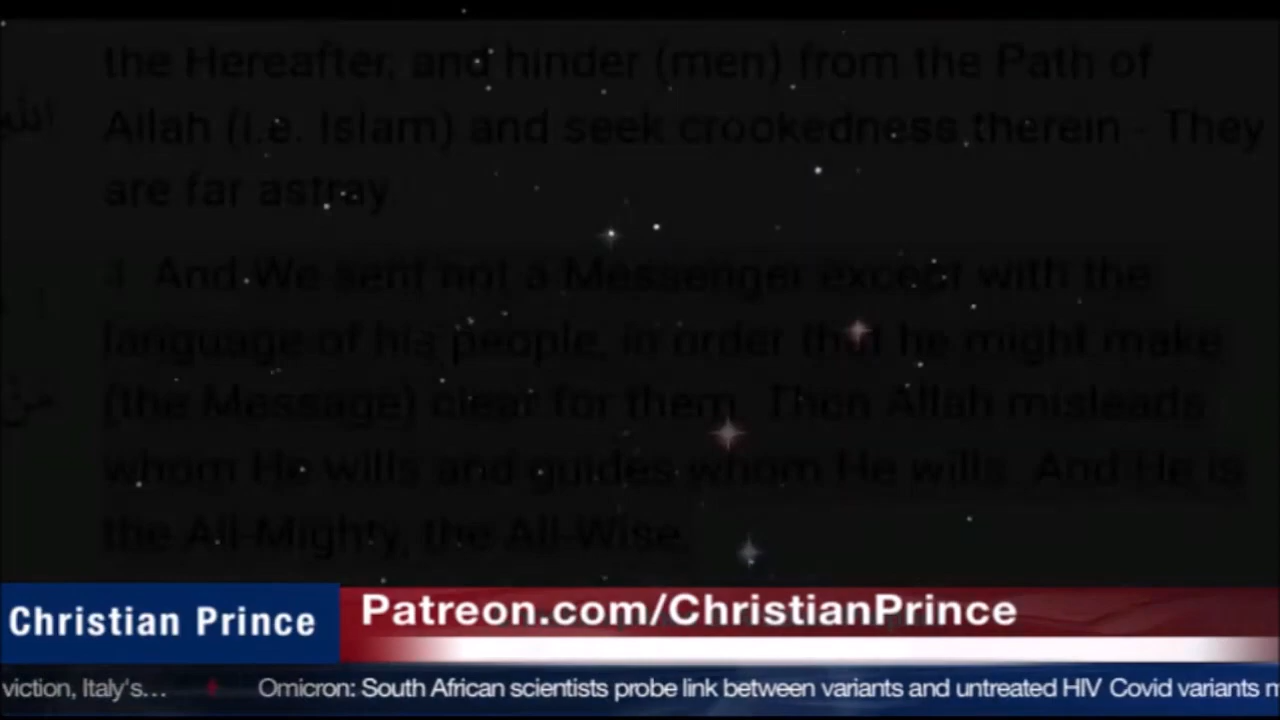 the Hereafter, and hinder (men) from the Path of
Allah (i.e. Islam) and seek crookedness therein - They
are far astray.
4. And We sent not a Messenger except with the
language of his people, in order that he might make
(the Message) clear for them. Then Allah misleads
whom He wills and guides whom He wills. And He is
the All-Mighty, the All-Wise.
Christian Prince
Patreon.com/ChristianPrince
viction, Italy's... Omicron: South African scientists probe link between variants and untreated HIV Covid variants